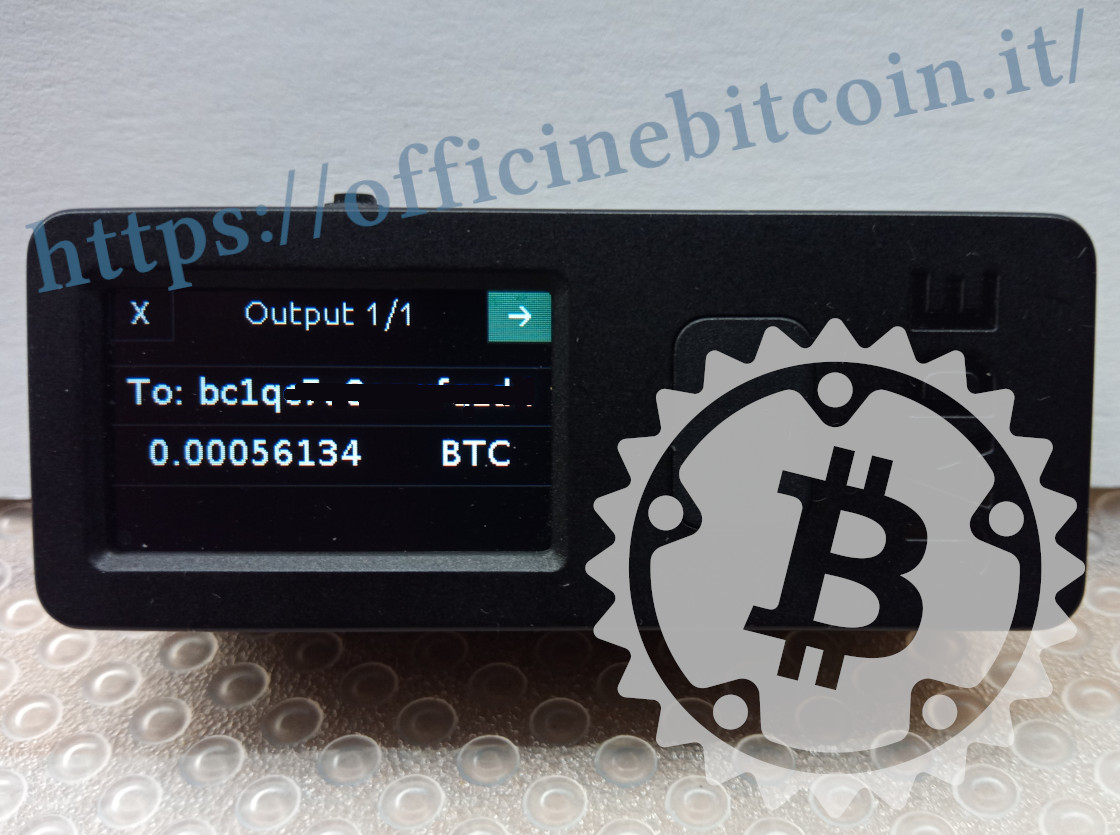 https://officinebitcoin.it/
X Output 1/1 →
To: bc1q
0.00056134 BTC